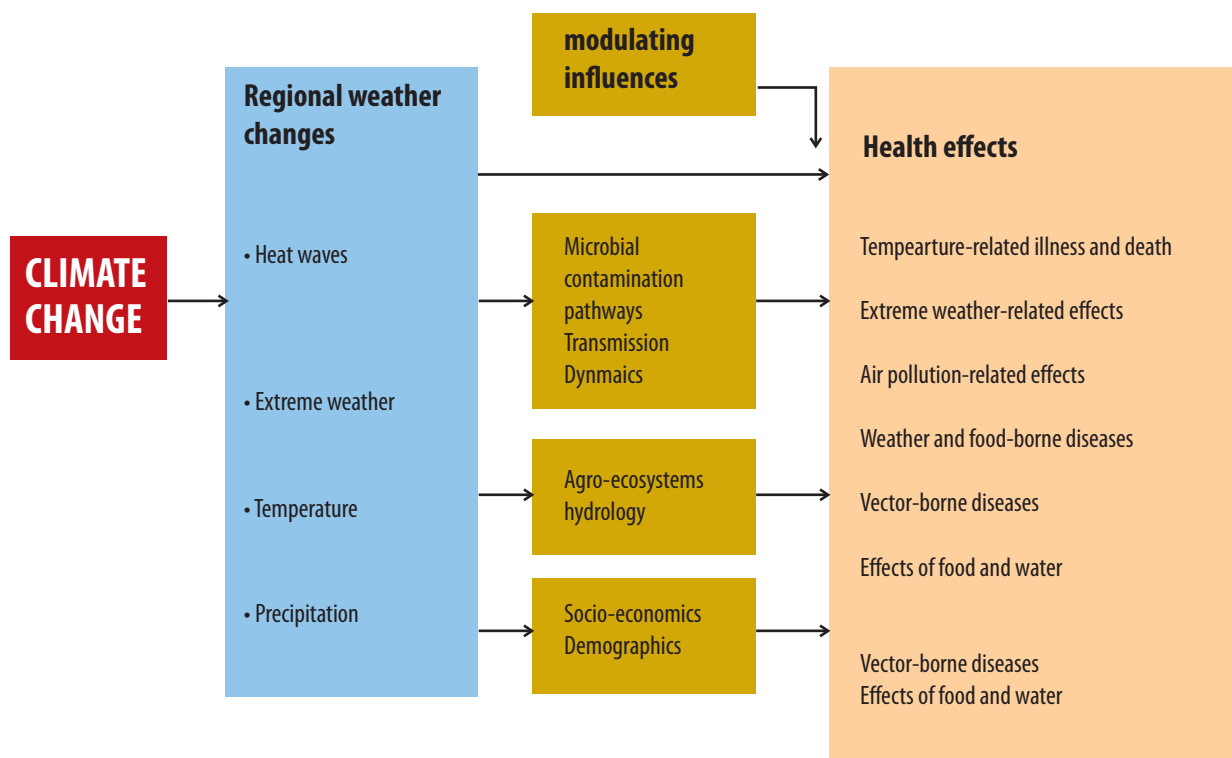 CLIMATE
CHANGE
Regional weather
changes
• Heat waves
• Extreme weather
• Temperature
• Precipitation
modulating
influences
Microbial
contamination
pathways
Transmission
Dynmaics
Agro-ecosystems
hydrology
Socio-economics
Demographics
Health effects
Tempearture-related illness and death
Extreme weather-related effects
Air pollution-related effects
Weather and food-borne diseases
Vector-borne diseases
Effects of food and water
Vector-borne diseases
Effects of food and water